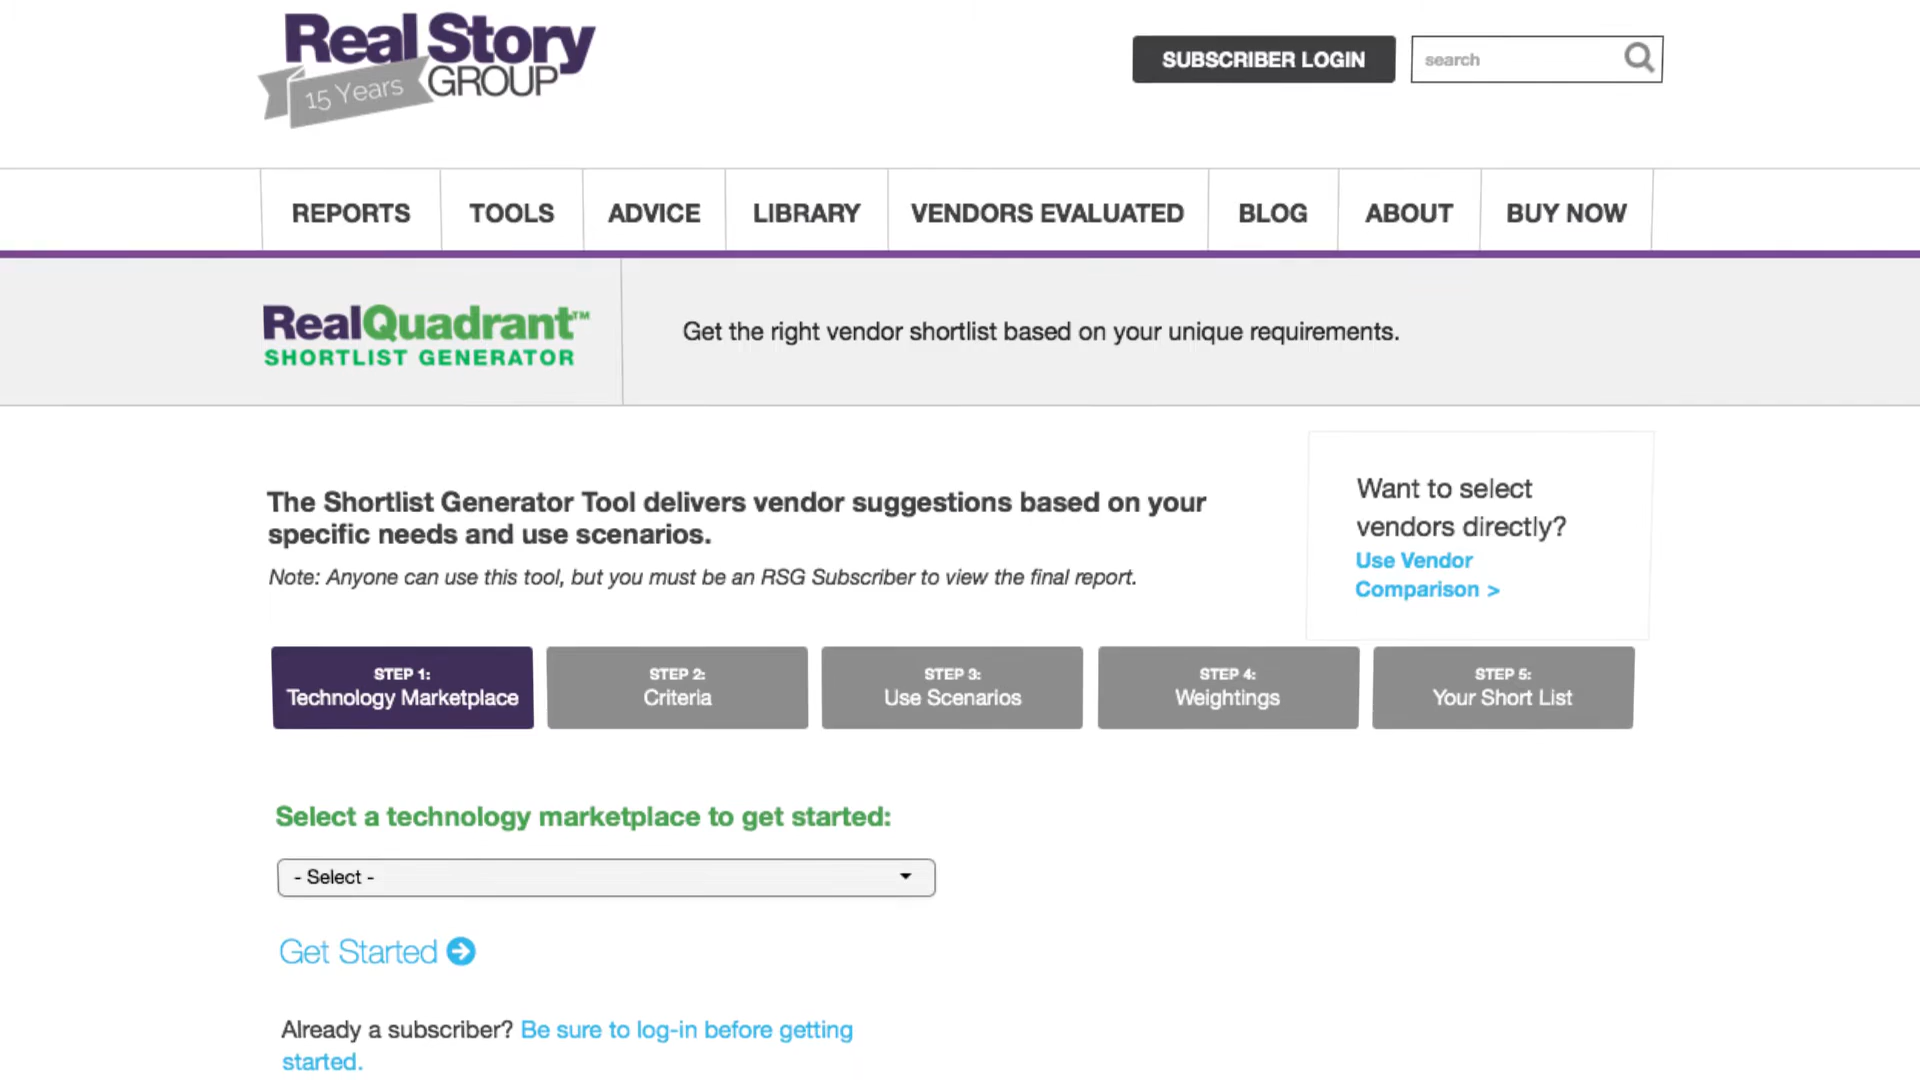 Real Story
GROUP
15 Years
SUBSCRIBER LOGIN
search
REPORTS
TOOLS
ADVICE
LIBRARY
VENDORS EVALUATED
BLOG
ABOUT
BUY NOW
RealQuadrant™
SHORTLIST GENERATOR
Get the right vendor shortlist based on your unique requirements.
The Shortlist Generator Tool delivers vendor suggestions based on your
specific needs and use scenarios.
Note: Anyone can use this tool, but you must be an RSG Subscriber to view the final report.
Want to select
vendors directly?
Use Vendor
Comparison >
STEP 1:
Technology Marketplace
STEP 2:
Criteria
STEP 3:
Use Scenarios
STEP 4:
Weightings
STEP 5:
Your Short List
Select a technology marketplace to get started:
- Select -
Get Started
Already a subscriber? Be sure to log-in before getting
started.